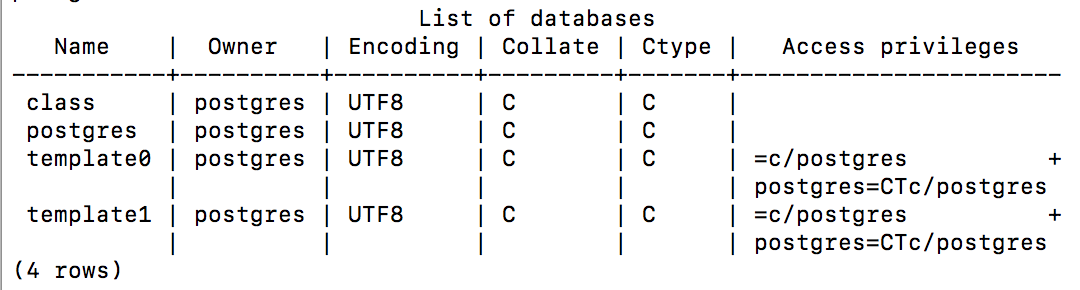 List of databases
   Name    |  Owner   | Encoding | Collate | Ctype |   Access privileges
-----------+----------+----------+---------+-------+-----------------------
 class     | postgres | UTF8     | C       | C     |
 postgres  | postgres | UTF8     | C       | C     |
 template0 | postgres | UTF8     | C       | C     | =c/postgres          +
           |          |          |         |       | postgres=CTc/postgres
 template1 | postgres | UTF8     | C       | C     | =c/postgres          +
           |          |          |         |       | postgres=CTc/postgres
(4 rows)